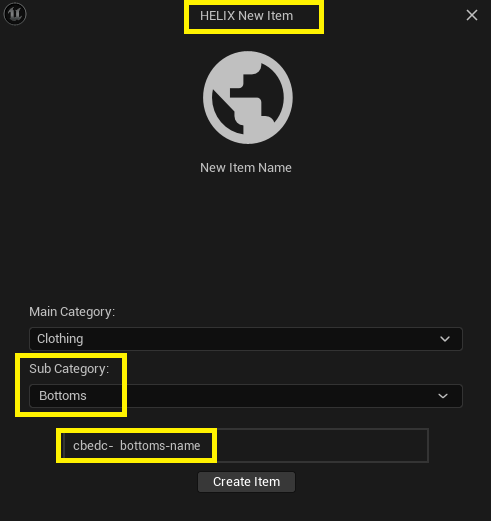 HELIX New Item
New Item Name
Main Category:
Clothing
Sub Category:
Bottoms
cbedc- bottoms-name
Create Item